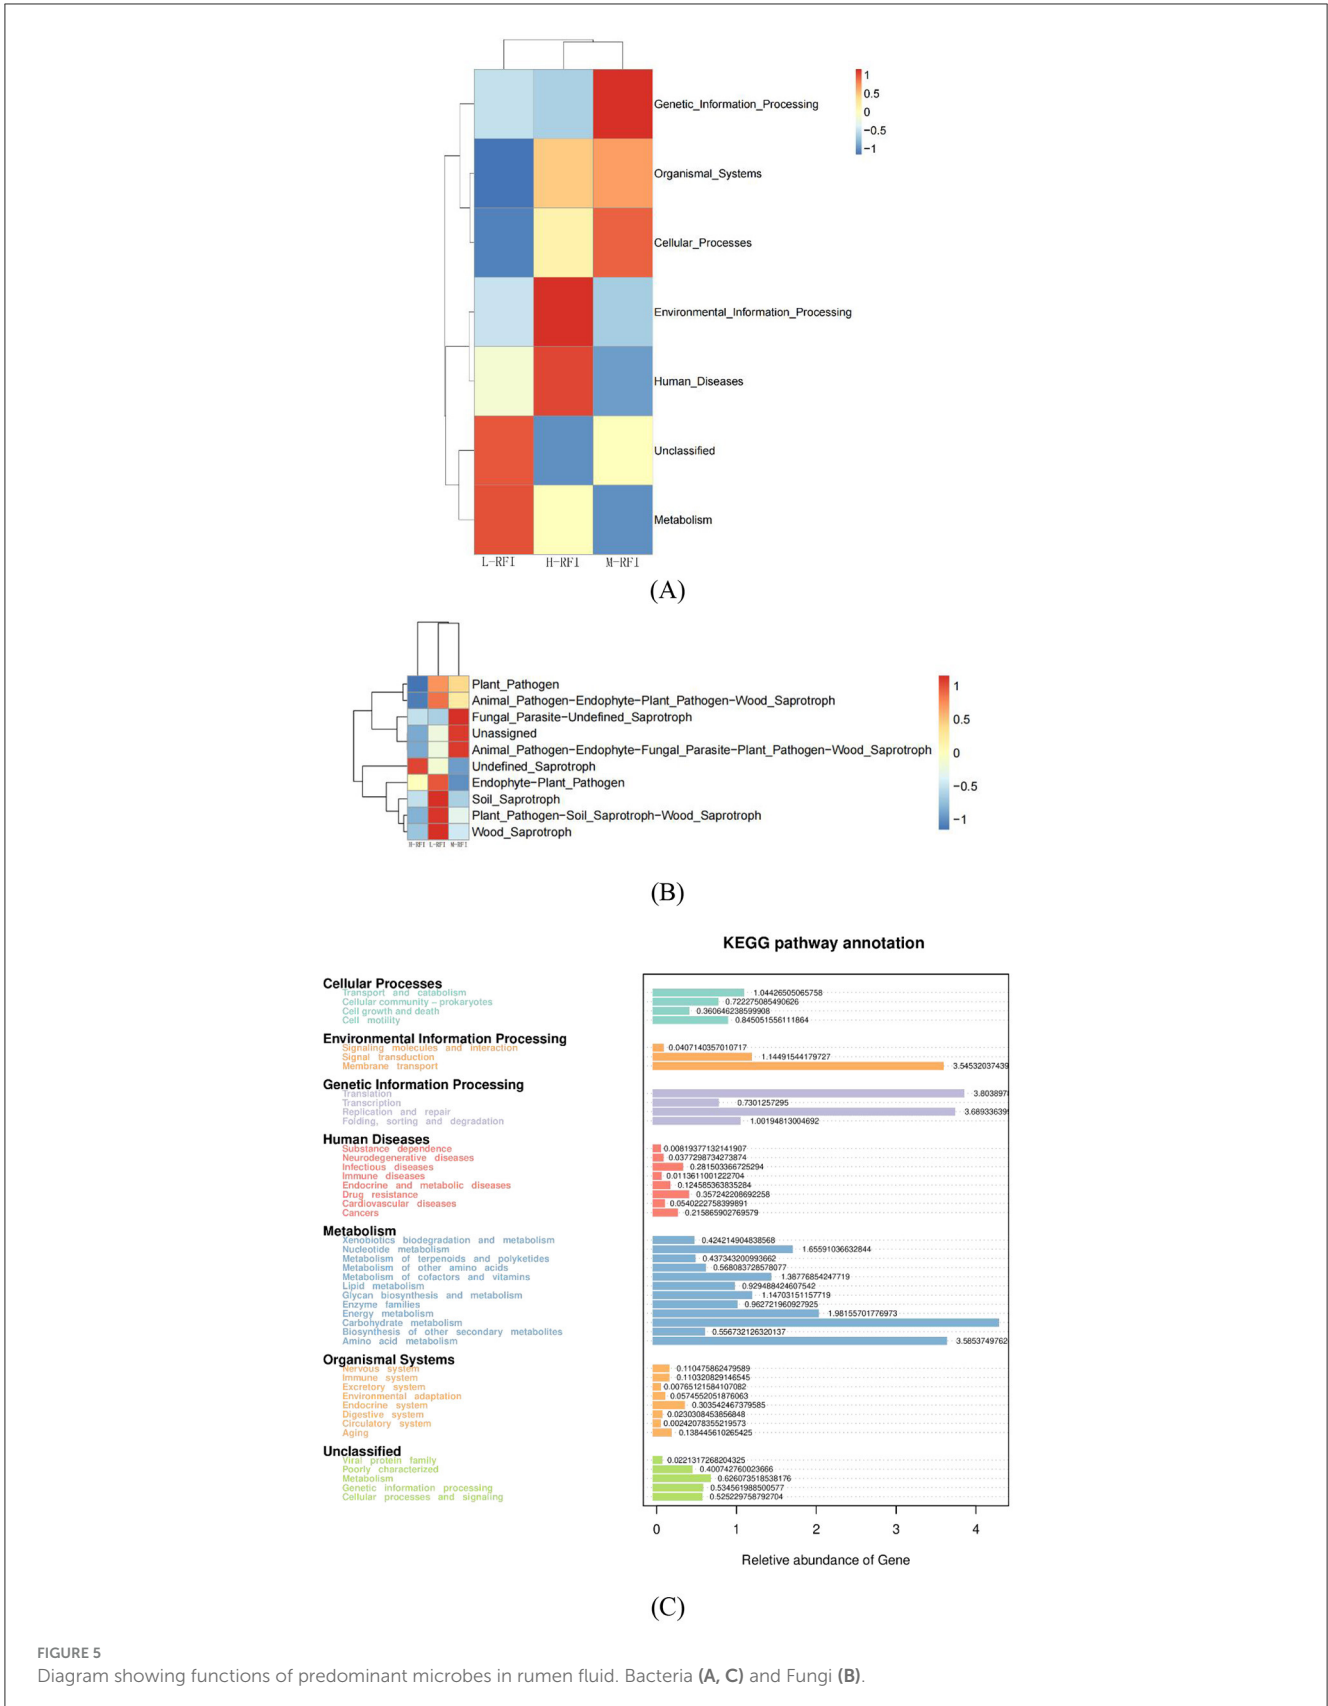 1
0.5
0
−0.5
−1
Genetic_Information_Processing
Organismal_Systems
Cellular_Processes
Environmental_Information_Processing
Human_Diseases
Unclassified
Metabolism
L-RFI H-RFI M-RFI
(A)
Plant_Pathogen
Animal_Pathogen-Endophyte-Plant_Pathogen-Wood_Saprotroph
Fungal_Parasite-Undefined_Saprotroph
Unassigned
Animal_Pathogen-Endophyte-Fungal_Parasite-Plant_Pathogen-Wood_Saprotroph
Undefined_Saprotroph
Endophyte-Plant_Pathogen
Soil_Saprotroph
Plant_Pathogen-Soil_Saprotroph-Wood_Saprotroph
Wood_Saprotroph
H-RFI L-RFI M-RFI
1
0.5
0
−0.5
−1
(B)
KEGG pathway annotation
Cellular Processes
Transport and catabolism 1.04426505065758
Cellular community − prokaryotes 0.722275085490626
Cell growth and death 0.360646238599908
Cell motility 0.845051556111864
Environmental Information Processing
Signaling molecules and interaction 0.0407140357010717
Signal transduction 1.14491544179727
Membrane transport 3.54532037439
Genetic Information Processing
Translation 3.803897
Transcription 0.7301257295
Replication and repair 3.68933639
Folding, sorting and degradation 1.00194813004692
Human Diseases
Substance dependence 0.00819377132141907
Neurodegenerative diseases 0.0377298734273874
Infectious diseases 0.281503366725294
Immune diseases 0.0113611001222704
Endocrine and metabolic diseases 0.124585363835284
Drug resistance 0.357242208692258
Cardiovascular diseases 0.0540222758399891
Cancers 0.215865902769579
Metabolism
Xenobiotics biodegradation and metabolism 0.424214904838568
Nucleotide metabolism 1.65591036632844
Metabolism of terpenoids and polyketides 0.437343200993662
Metabolism of other amino acids 0.568083728578077
Metabolism of cofactors and vitamins 1.38776854247719
Lipid metabolism 0.929488424607542
Glycan biosynthesis and metabolism 1.14703151157719
Enzyme families 0.962721960927925
Energy metabolism 1.98155701776973
Carbohydrate metabolism
Biosynthesis of other secondary metabolites 0.556732126320137
Amino acid metabolism 3.5853749762
Organismal Systems
Nervous system 0.110475862479589
Immune system 0.110320829146545
Excretory system 0.00765121584107082
Environmental adaptation 0.0574552051876063
Endocrine system 0.303542467379585
Digestive system 0.0230308453856848
Circulatory system 0.00242078355219573
Aging 0.138445610265425
Unclassified
Viral protein family 0.0221317268204325
Poorly characterized 0.400742760023666
Metabolism 0.626073518538176
Genetic information processing 0.534561988500577
Cellular processes and signaling 0.525229758792704
0 1 2 3 4
Reletive abundance of Gene
(C)
FIGURE 5
Diagram showing functions of predominant microbes in rumen fluid. Bacteria (A, C) and Fungi (B).